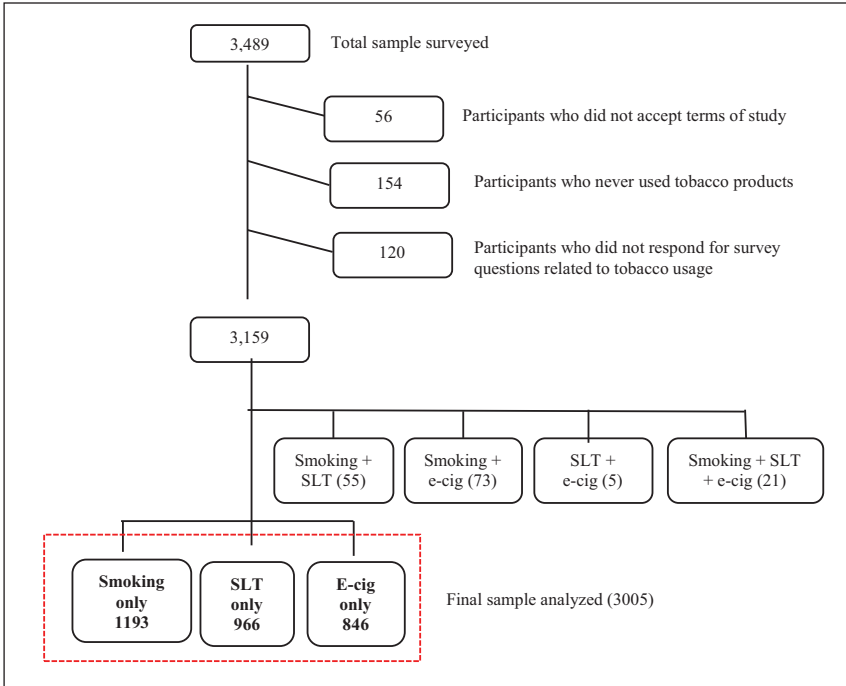 3,489
Total sample surveyed
56
Participants who did not accept terms of study
154
Participants who never used tobacco products
120
Participants who did not respond for survey
questions related to tobacco usage
3,159
Smoking +
SLT (55)
Smoking +
e-cig (73)
SLT +
e-cig (5)
Smoking + SLT
+ e-cig (21)
Smoking
only
1193
SLT
only
966
E-cig
only
846
Final sample analyzed (3005)